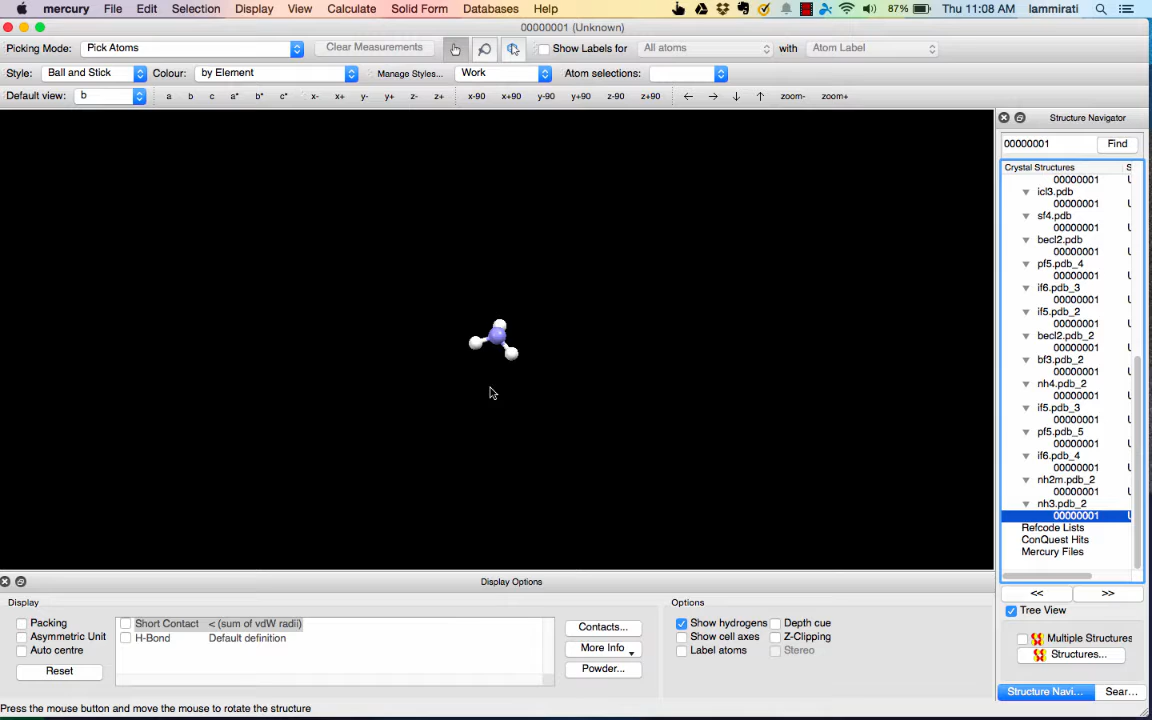 mercury File Edit Selection Display View Calculate Solid Form Databases Help 87% Thu 11:08 AM lammirati
00000001 (Unknown)
Picking Mode: Pick Atoms Clear Measurements Show Labels for All atoms with Atom Label
Style: Ball and Stick Colour: by Element Manage Styles... Work Atom selections:
Default view: b a b c a* b* c* x- x+ y- y+ z- z+ x-90 x+90 y-90 y+90 z-90 z+90 ← → ↓ ↑ zoom- zoom+
Structure Navigator
00000001 Find
Crystal Structures S
00000001
icl3.pdb
00000001
sf4.pdb
00000001
becl2.pdb
00000001
pf5.pdb_4
00000001
if6.pdb_3
00000001
if5.pdb_2
00000001
becl2.pdb_2
00000001
bf3.pdb_2
00000001
nh4.pdb_2
00000001
if5.pdb_3
00000001
pf5.pdb_5
00000001
if6.pdb_4
00000001
nh2m.pdb_2
00000001
nh3.pdb_2
00000001
Refcode Lists
ConQuest Hits
Mercury Files
<< >>
Tree View
Multiple Structures
Structures...
Structure Navi... Sear...
Display Options
Display
Packing
Asymmetric Unit
Auto centre
Reset
Short Contact < (sum of vdW radii)
H-Bond Default definition
Contacts...
More Info
Powder...
Options
Show hydrogens Depth cue
Show cell axes Z-Clipping
Label atoms Stereo
Press the mouse button and move the mouse to rotate the structure